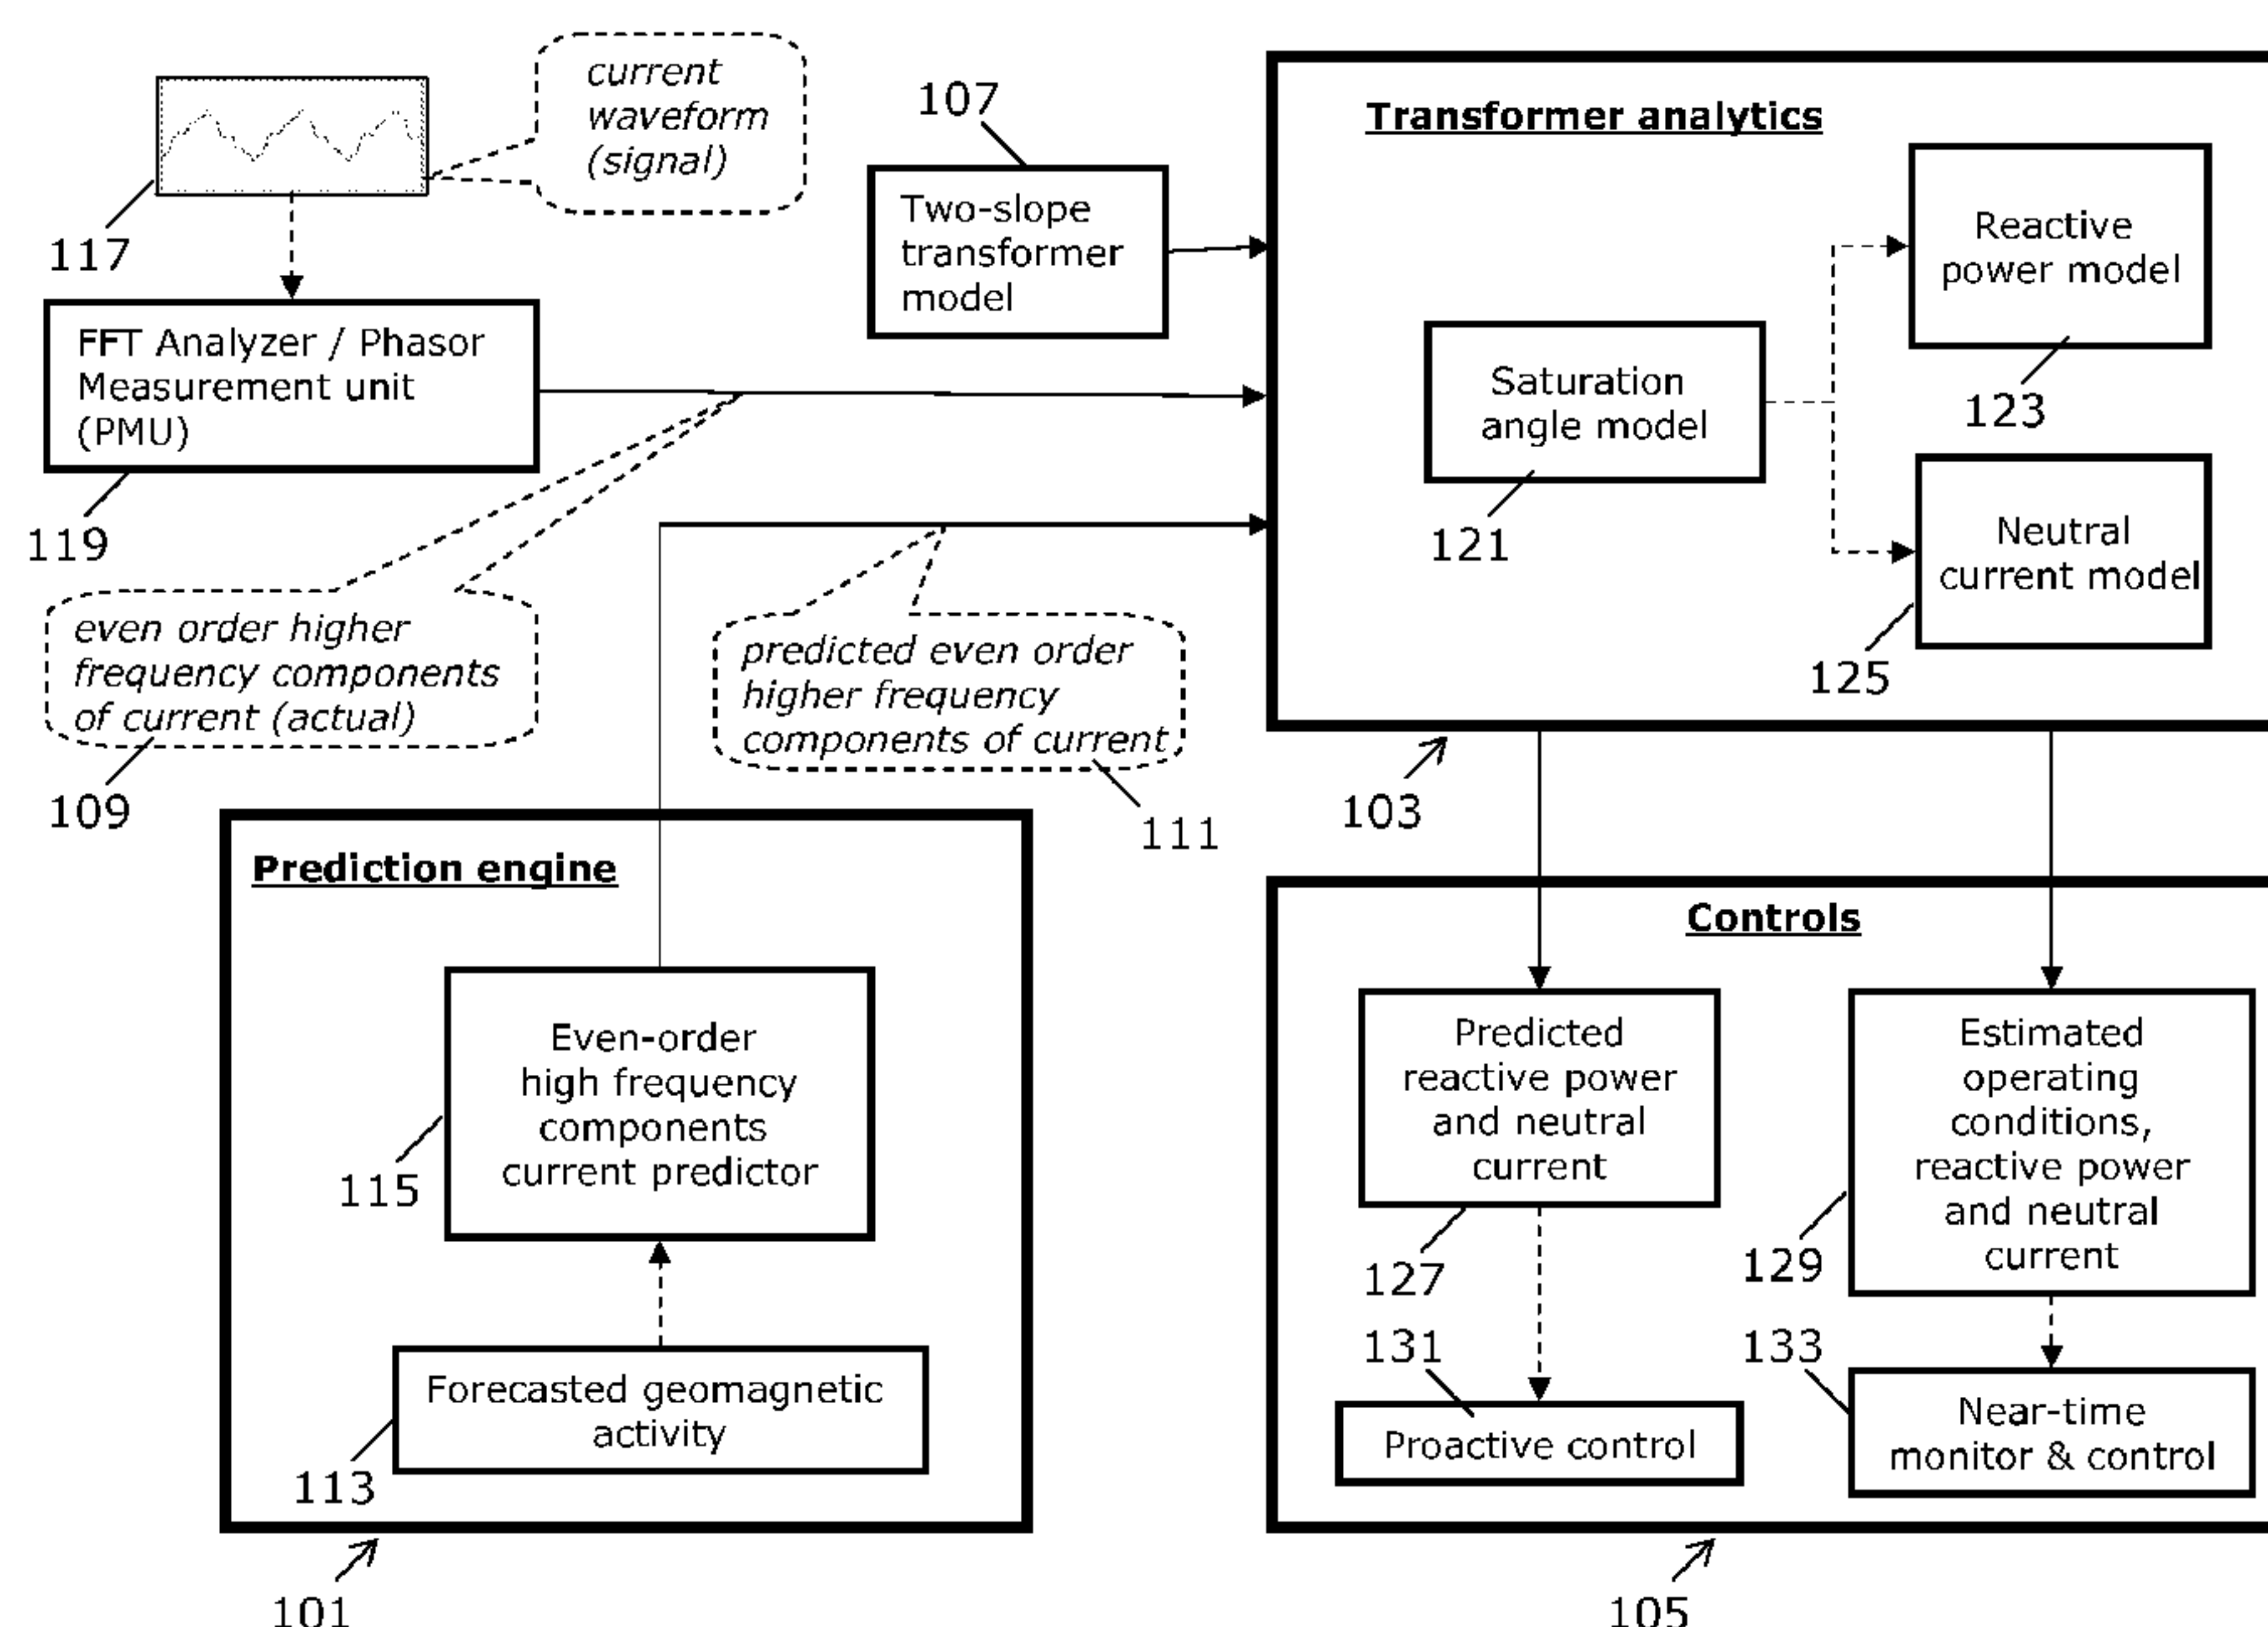 current
waveform
(signal)
117
FFT Analyzer / Phasor
Measurement unit
(PMU)
119
even order higher
frequency components
of current (actual)
109
107
Two-slope
transformer
model
predicted even order
higher frequency
components of current
111
Transformer analytics
Saturation
angle model
121
Reactive
power model
123
Neutral
current model
125
103
Prediction engine
Even-order
high frequency
components
current predictor
115
Forecasted geomagnetic
activity
113
101
Controls
Predicted
reactive power
and neutral
current
127
131
Proactive control
Estimated
operating
conditions,
reactive power
and neutral
current
129
133
Near-time
monitor & control
105